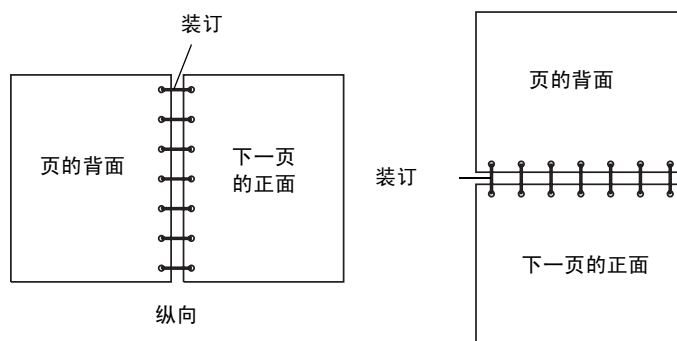 装订
页的背面
下一页
的正面
纵向
页的背面
装订
下一页的正面